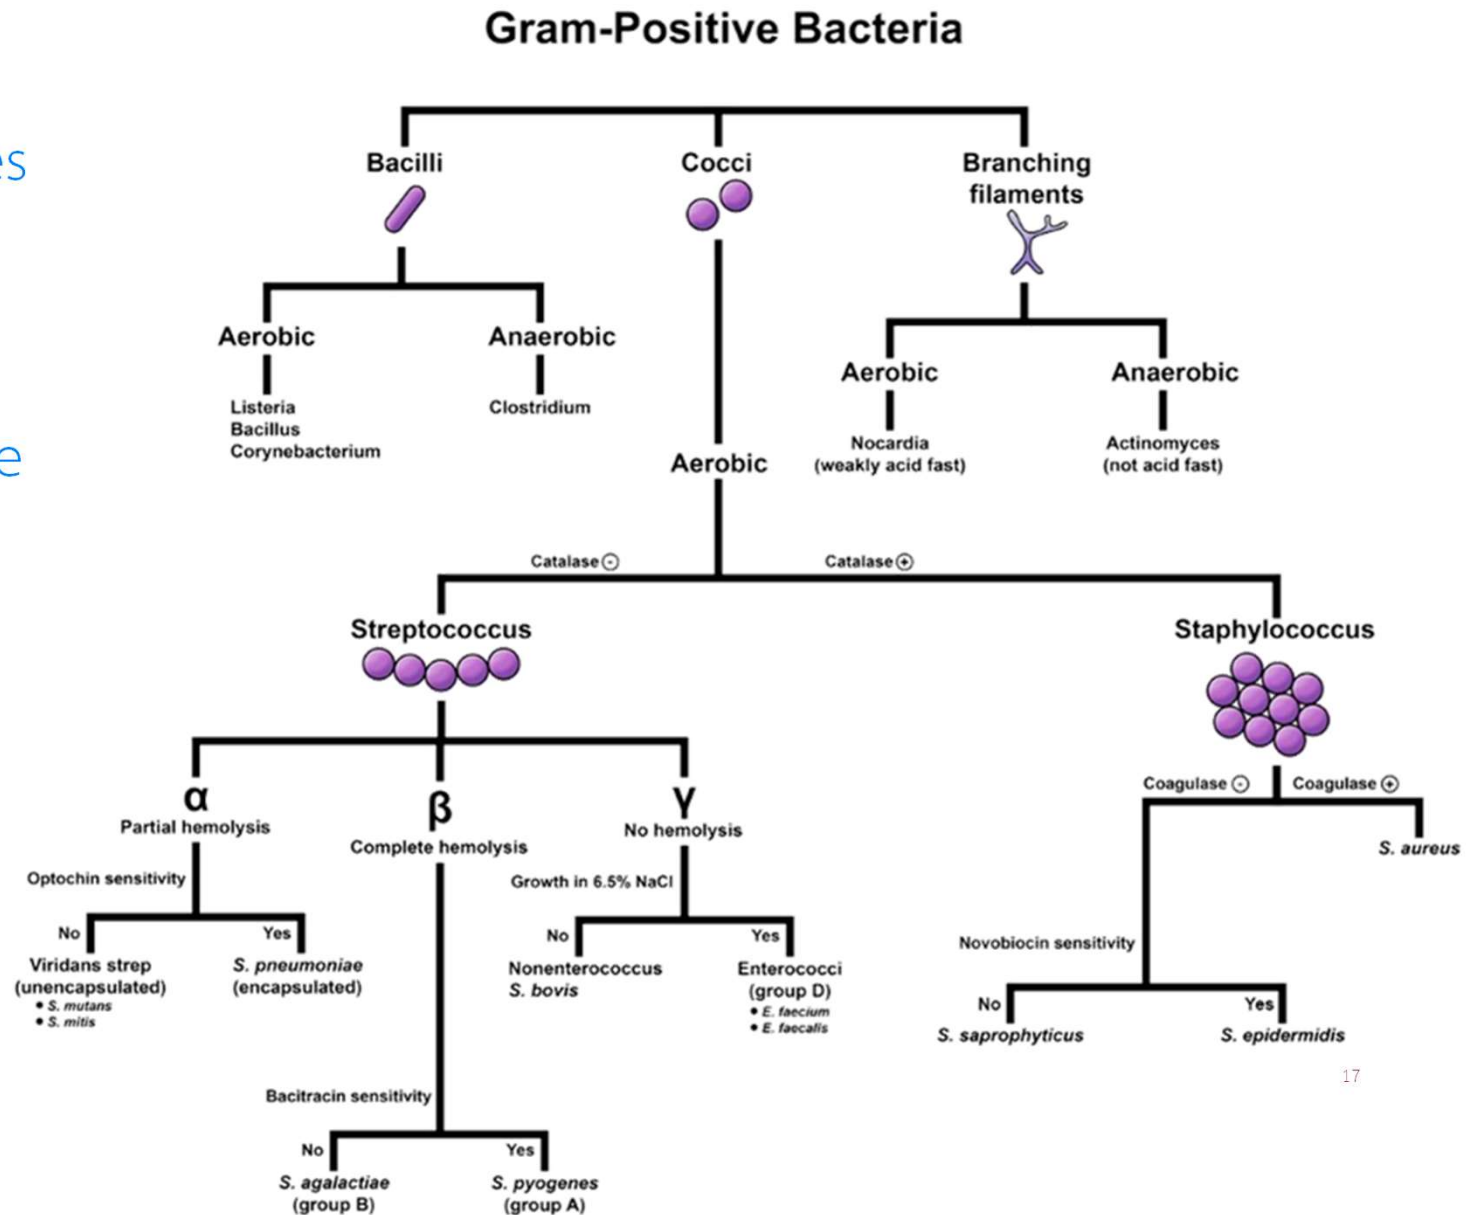 Gram-Positive Bacteria
es
e
Bacilli
Cocci
Branching
filaments
Aerobic
Anaerobic
Listeria
Bacillus
Corynebacterium
Clostridium
Aerobic
Aerobic
Anaerobic
Nocardia
(weakly acid fast)
Actinomyces
(not acid fast)
Catalase ⊖
Catalase ⊕
Streptococcus
Staphylococcus
α
Partial hemolysis
β
Complete hemolysis
γ
No hemolysis
Optochin sensitivity
No
Yes
Viridans strep
(unencapsulated)
• S. mutans
• S. mitis
S. pneumoniae
(encapsulated)
Growth in 6.5% NaCl
No
Yes
Nonenterococcus
S. bovis
Enterococci
(group D)
• E. faecium
• E. faecalis
Bacitracin sensitivity
No
Yes
S. agalactiae
(group B)
S. pyogenes
(group A)
Coagulase ⊖
Coagulase ⊕
S. aureus
Novobiocin sensitivity
No
Yes
S. saprophyticus
S. epidermidis
17